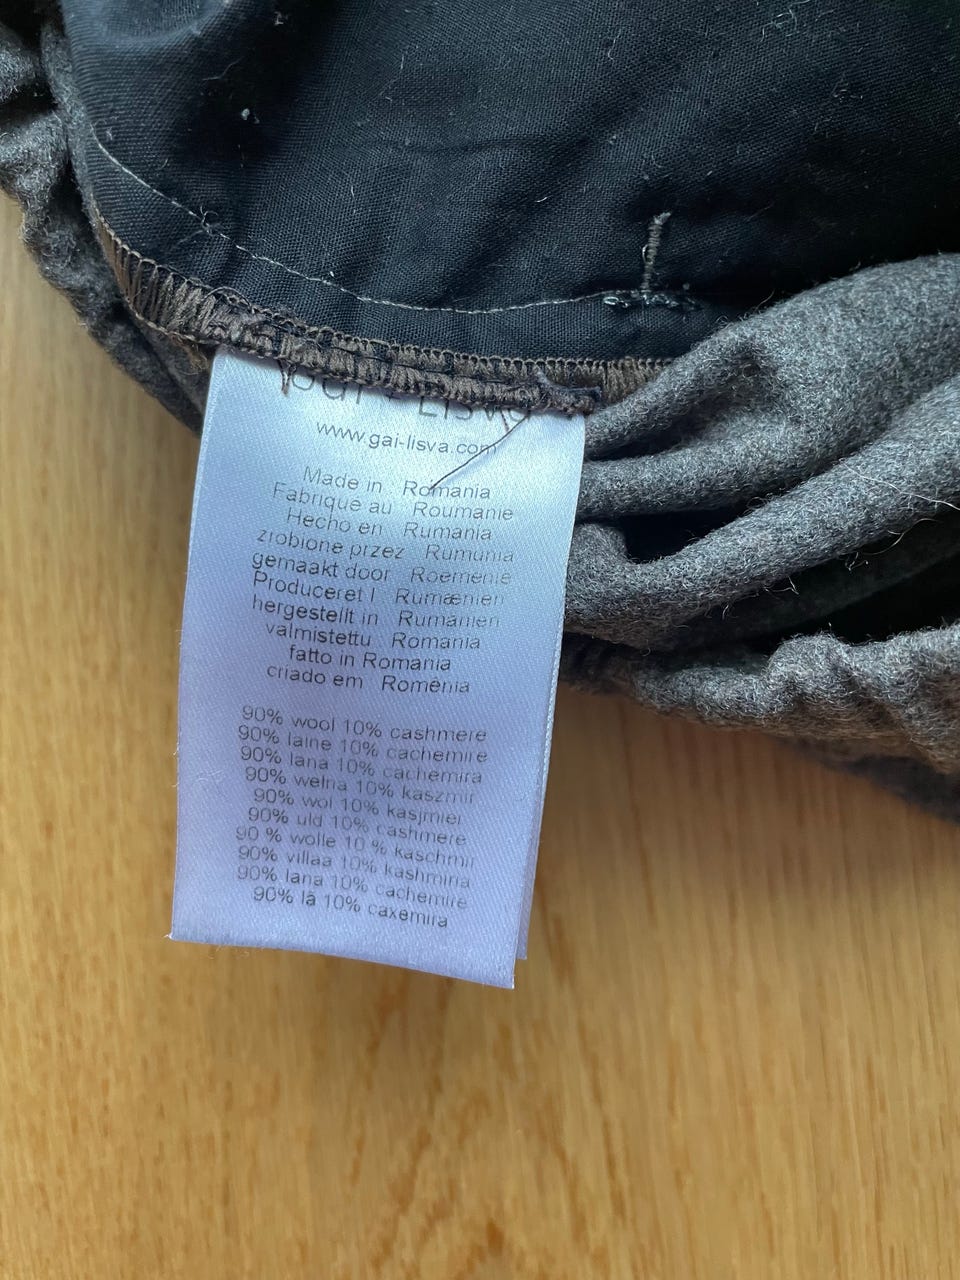 Gai + Lisva
www.gai-lisva.com
Made in Romania
Fabrique au Roumanie
Hecho en Rumania
zrobione przez Rumunia
gemaakt door Roemenie
Produceret I Rumænien
hergestellt in Rumänien
valmistettu Romania
fatto in Romania
criado em Romênia
90% wool 10% cashmere
90% laine 10% cachemire
90% lana 10% cachemira
90% wełna 10% kaszmir
90% wol 10% kasjmier
90% uld 10% cashmere
90 % wolle 10 % kaschmir
90% villaa 10% kashmiria
90% lana 10% cachemire
90% lã 10% caxemira